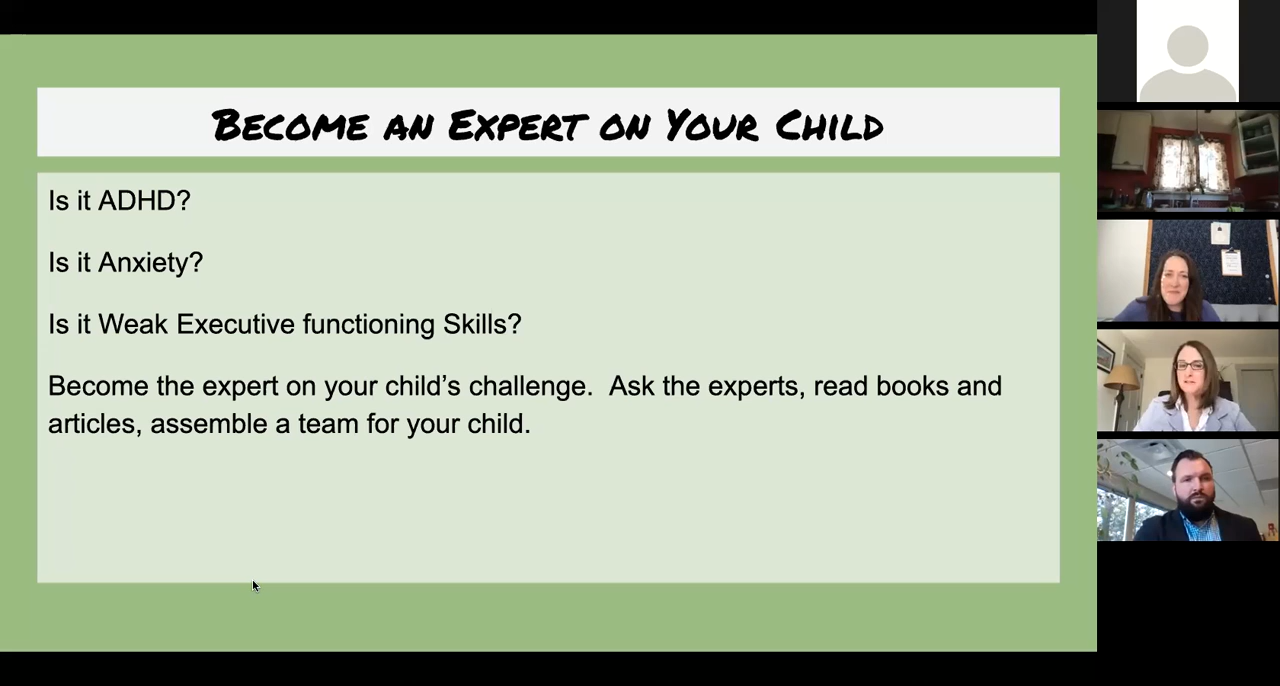 Become an Expert on Your Child
Is it ADHD?
Is it Anxiety?
Is it Weak Executive functioning Skills?
Become the expert on your child’s challenge.  Ask the experts, read books and
articles, assemble a team for your child.